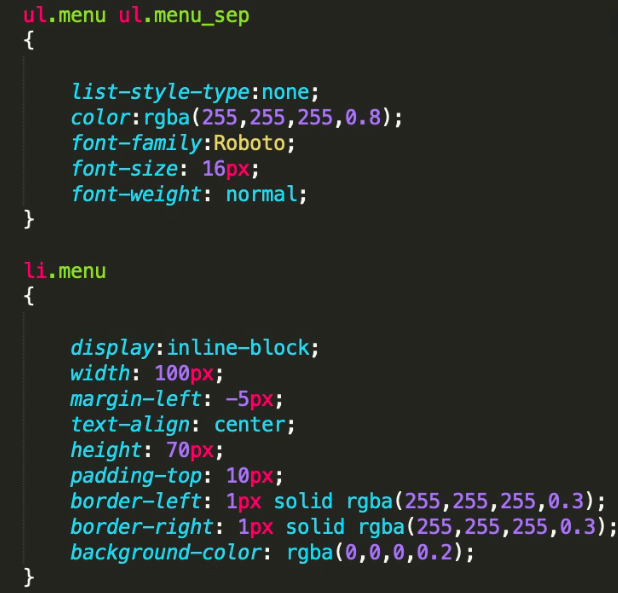 ul.menu ul.menu_sep
{
list-style-type:none;
color:rgba(255,255,255,0.8);
font-family:Roboto;
font-size: 16px;
font-weight: normal;
}
li.menu
{
display:inline-block;
width: 100px;
margin-left: -5px;
text-align: center;
height: 70px;
padding-top: 10px;
border-left: 1px solid rgba(255,255,255,0.3);
border-right: 1px solid rgba(255,255,255,0.3);
background-color: rgba(0,0,0,0.2);
}